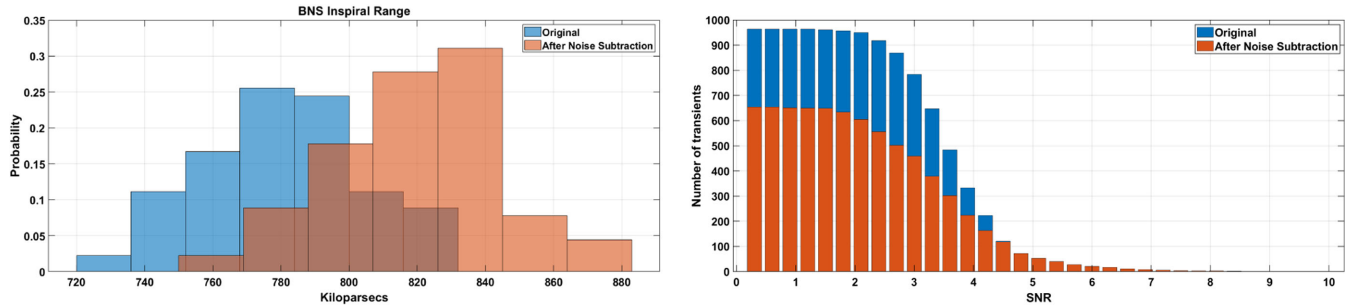 BNS Inspiral Range
Original
After Noise Subtraction
Probability
0.35
0.3
0.25
0.2
0.15
0.1
0.05
0
720 740 760 780 800 820 840 860 880
Kiloparsecs
Original
After Noise Subtraction
Number of transients
1000
900
800
700
600
500
400
300
200
100
0
0 1 2 3 4 5 6 7 8 9 10
SNR